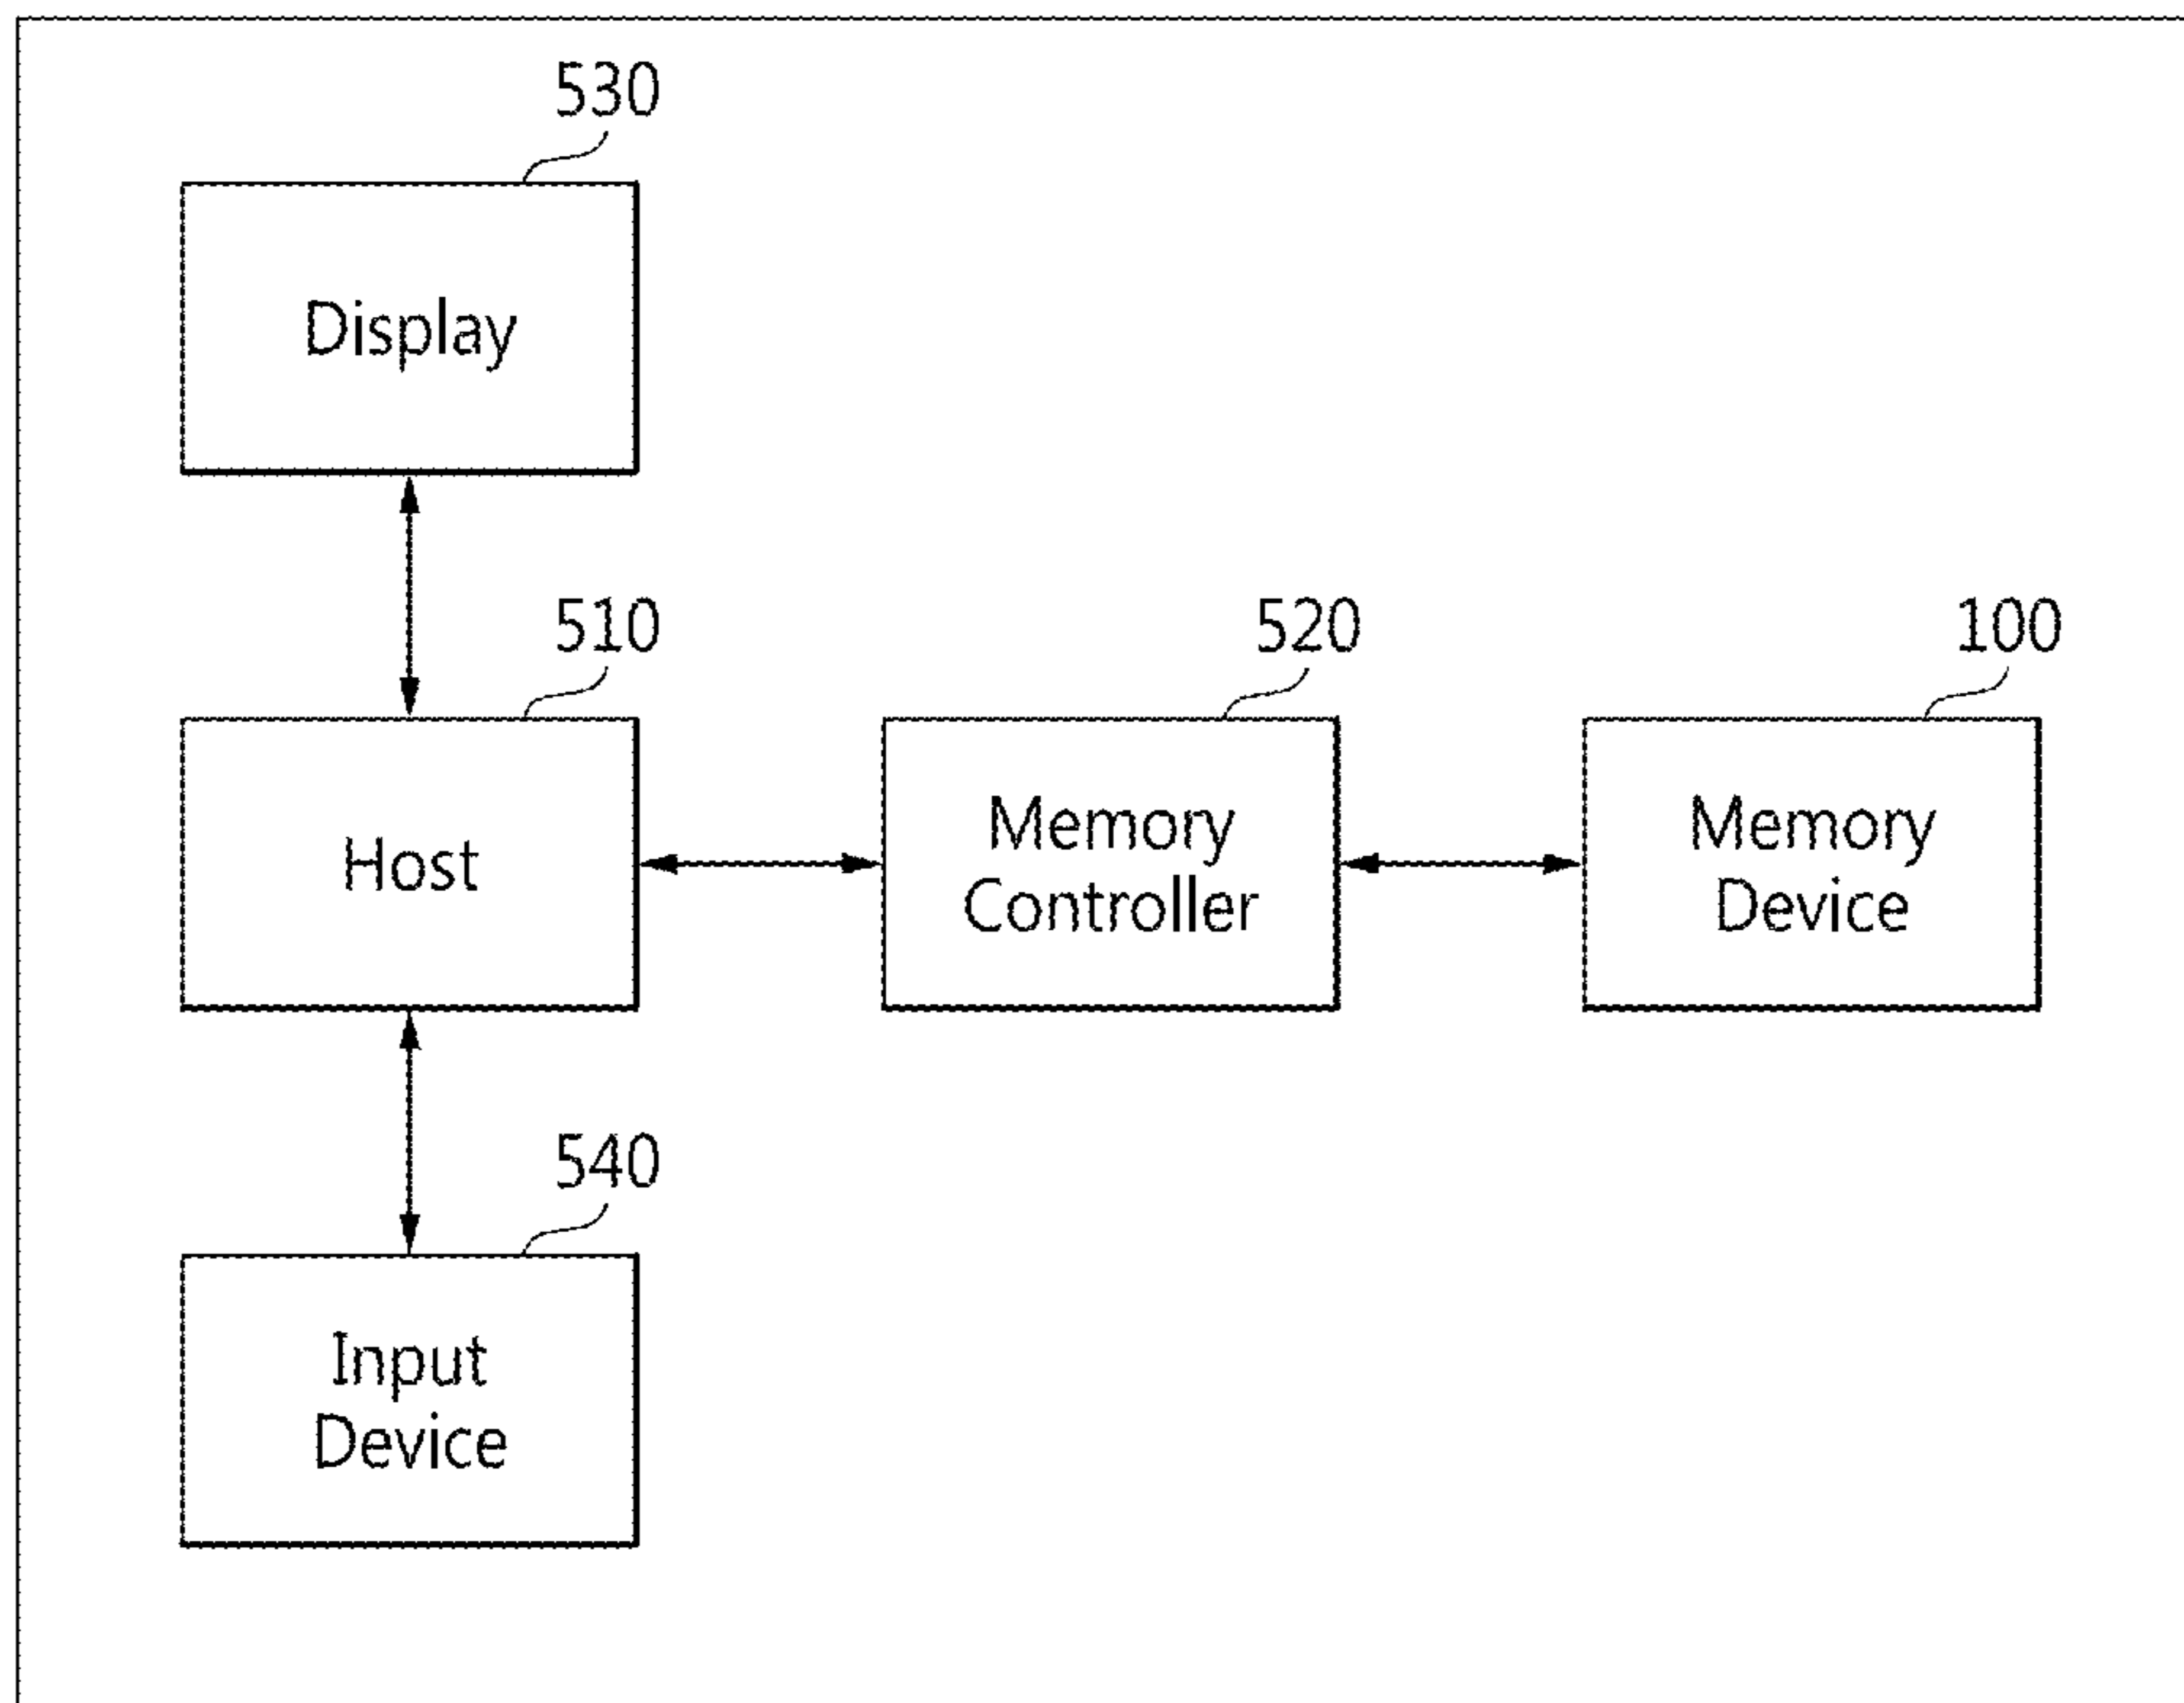 530
Display
510
520
100
Host
Memory
Controller
Memory
Device
540
Input
Device